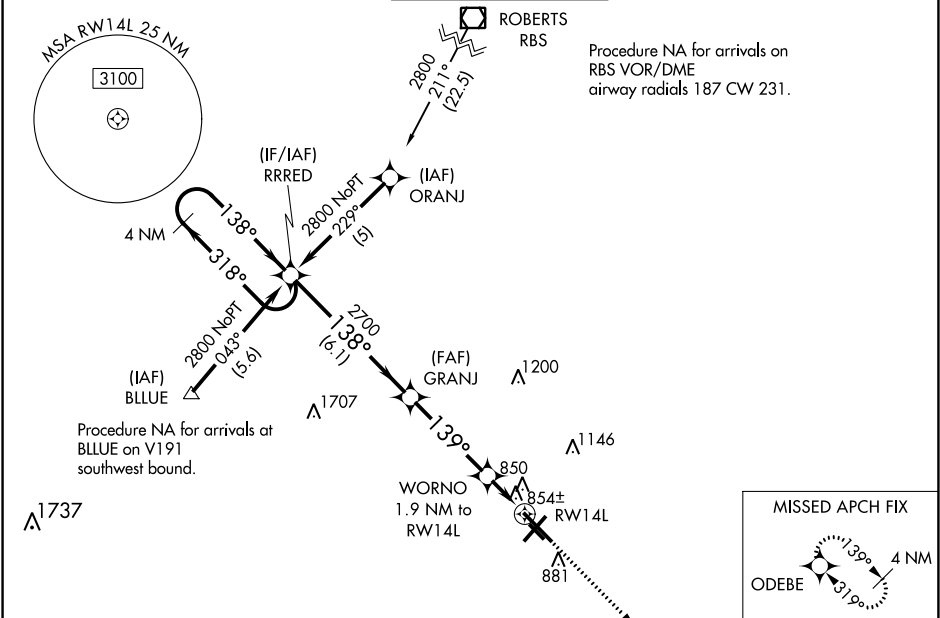 MSA RW14L 25 NM
3100
ROBERTS
RBS
Procedure NA for arrivals on
RBS VOR/DME
airway radials 187 CW 231.
2800
211°
(22.5)
(IF/IAF)
RRRED
(IAF)
ORANJ
2800 NoPT
229°
(5)
4 NM
138°
318°
2800 NoPT
043°
(5.6)
(IAF)
BLLUE
Procedure NA for arrivals at
BLLUE on V191
southwest bound.
2700
138°
(6.1)
(FAF)
GRANJ
1200
1707
139°
1146
WORNO
1.9 NM to
RW14L
850
854±
RW14L
881
1737
MISSED APCH FIX
ODEBE
139°
319°
4 NM